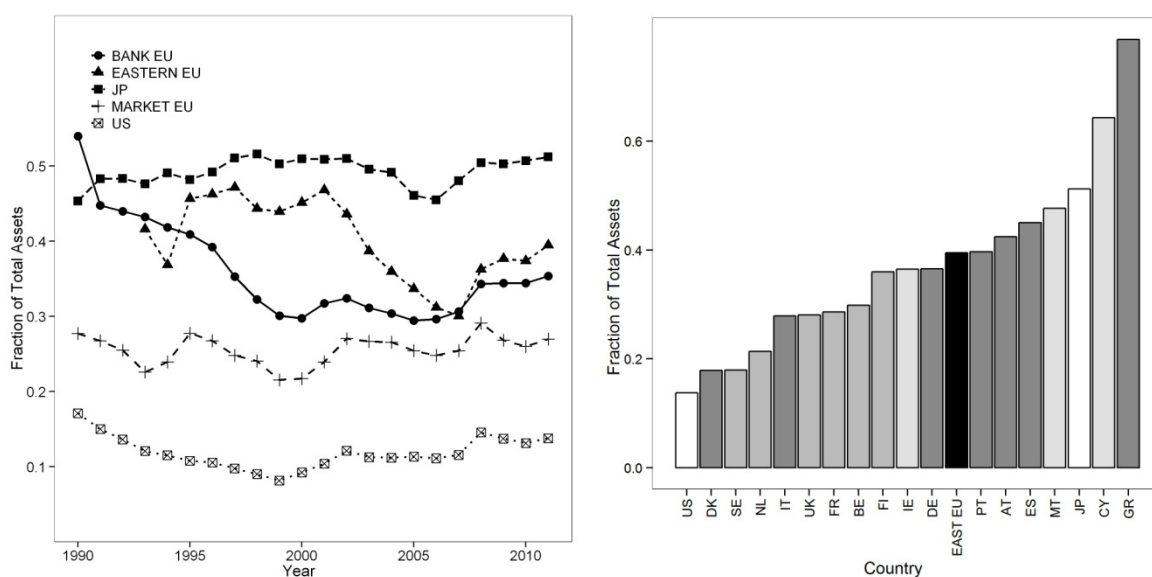 BANK EU
EASTERN EU
JP
MARKET EU
US
Fraction of Total Assets
0.5
0.4
0.3
0.2
0.1
1990
1995
2000
2005
2010
Year
Fraction of Total Assets
0.6
0.4
0.2
0.0
US
DK
SE
NL
IT
UK
FR
BE
FI
IE
DE
EAST EU
PT
AT
ES
MT
JP
CY
GR
Country